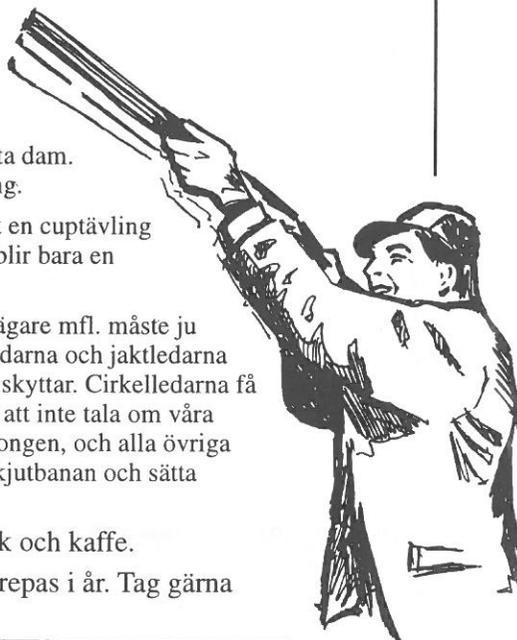 ta dam.
ng.
en cuptävling
blir bara en
ägare mfl. måste ju
darna och jaktledarna
skyttar. Cirkelledarna få
att inte tala om våra
ongen, och alla övriga
kjutbanan och sätta
k och kaffe.
repas i år. Tag gärna